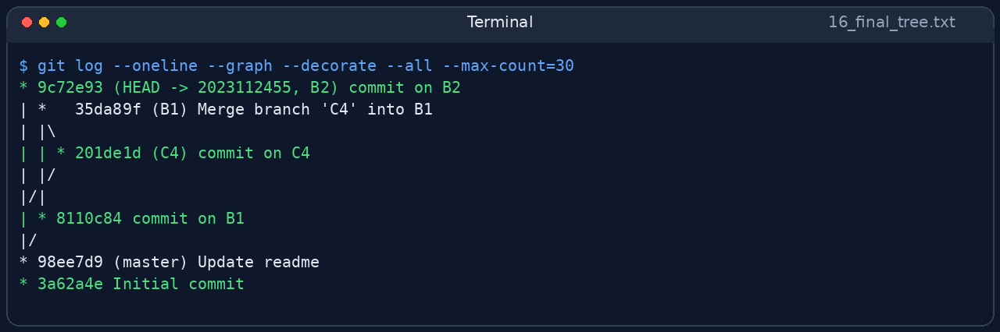 Terminal
16_final_tree.txt
$ git log --oneline --graph --decorate --all --max-count=30
* 9c72e93 (HEAD -> 2023112455, B2) commit on B2
| *   35da89f (B1) Merge branch 'C4' into B1
| |\
| | * 201de1d (C4) commit on C4
| |/
|/|
| * 8110c84 commit on B1
|/
* 98ee7d9 (master) Update readme
* 3a62a4e Initial commit